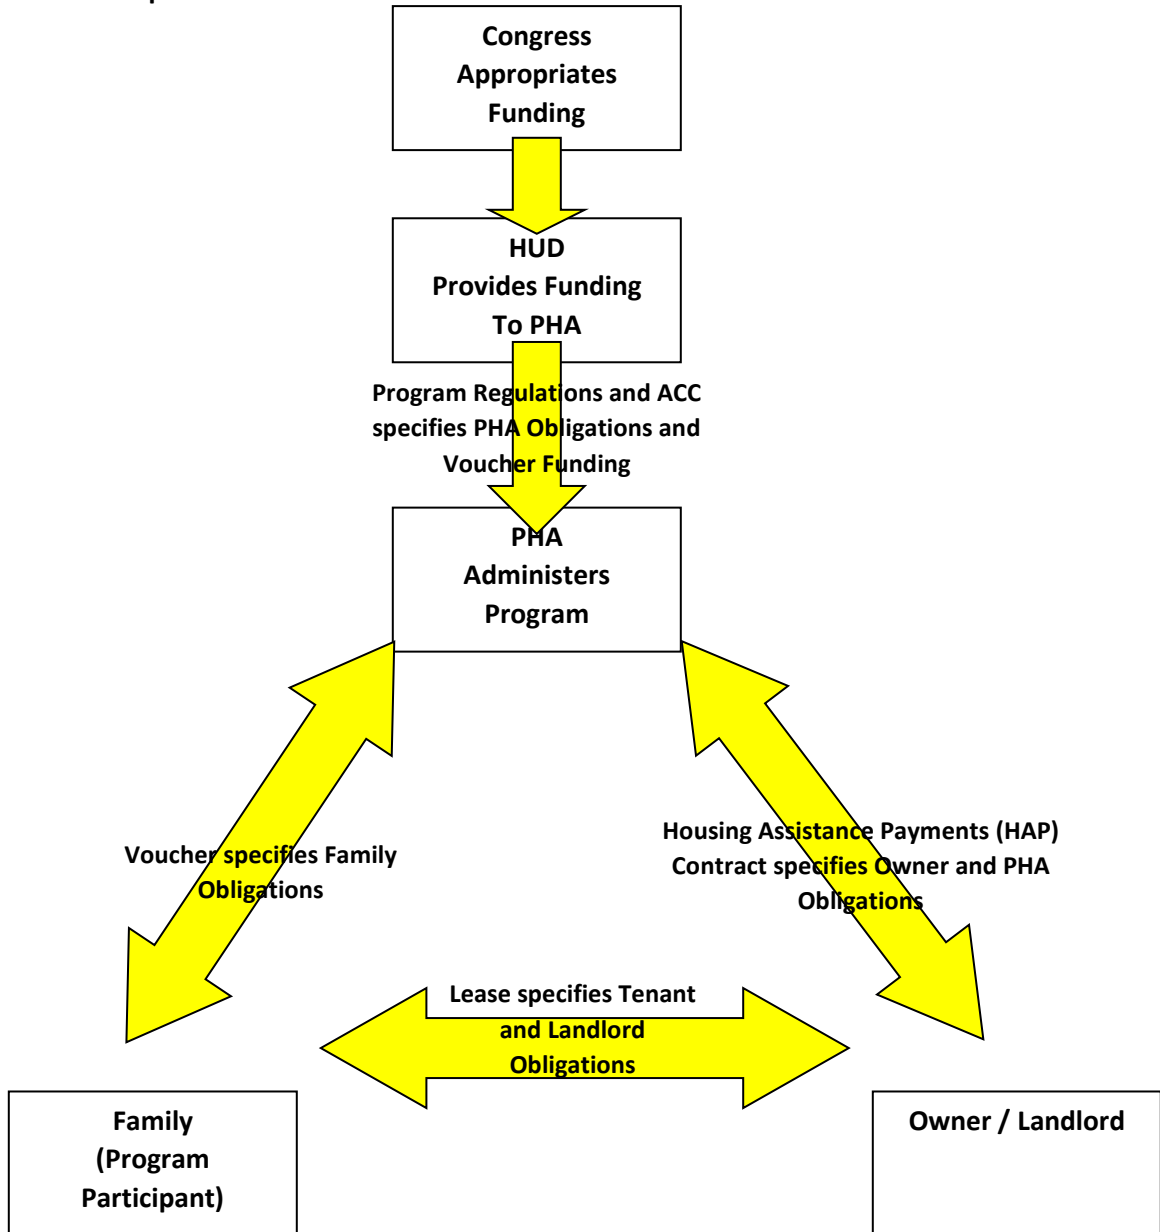 Congress
Appropriates
Funding
HUD
Provides Funding
To PHA
Program Regulations and ACC
specifies PHA Obligations and
Voucher Funding
PHA
Administers
Program
Voucher specifies Family
Obligations
Housing Assistance Payments (HAP)
Contract specifies Owner and PHA
Obligations
Lease specifies Tenant
and Landlord
Obligations
Family
(Program
Participant)
Owner / Landlord